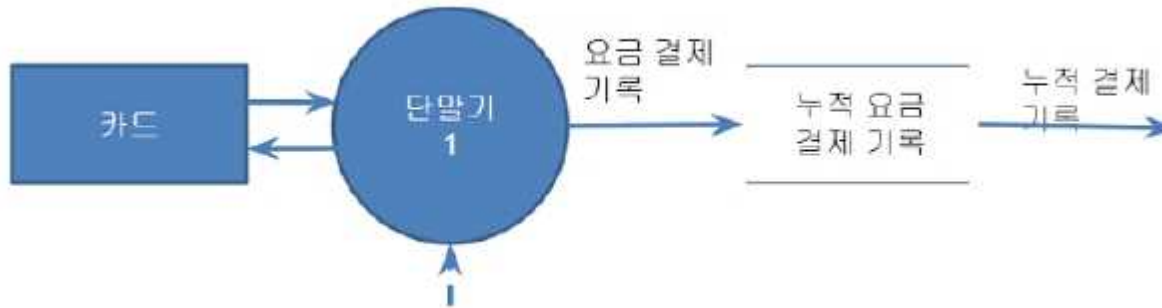 카드
단말기
1
요금 결제
기록
누적 요금
결제 기록
누적 결제
기록